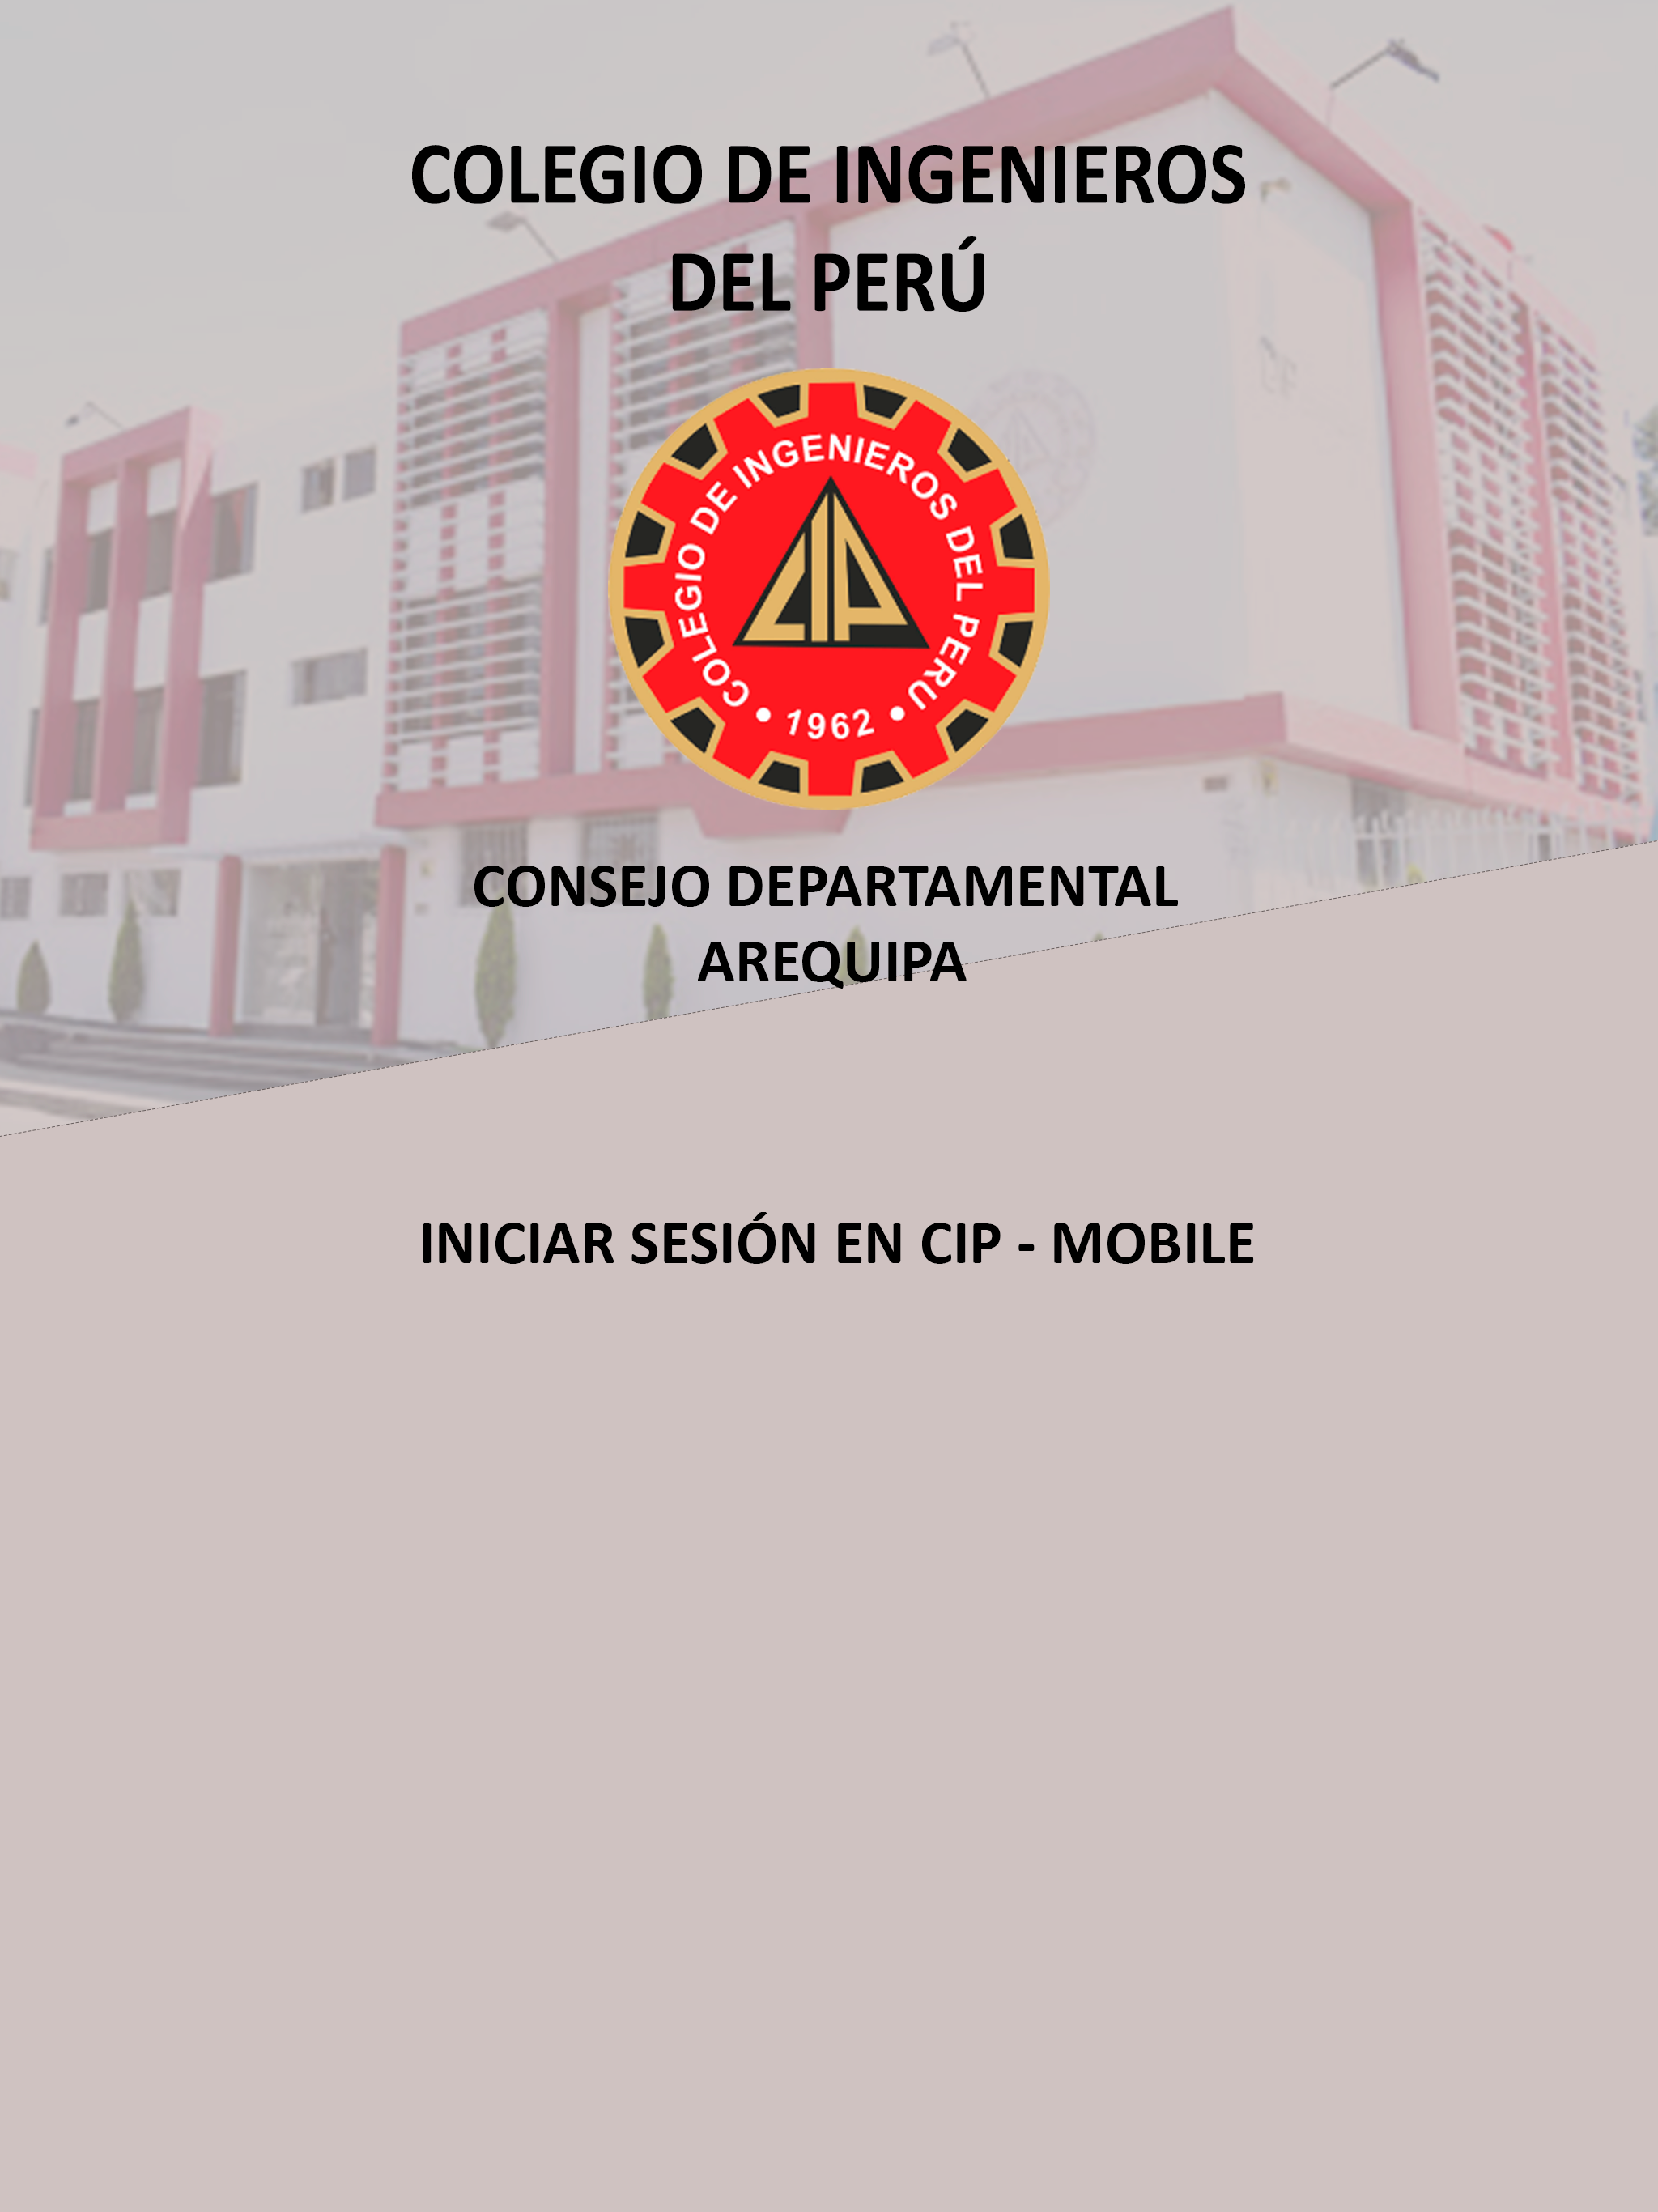 COLEGIO DE INGENIEROS
DEL PERÚ
COLEGIO DE INGENIEROS DEL PERU
• 1962 •
CIP
CONSEJO DEPARTAMENTAL
AREQUIPA
INICIAR SESIÓN EN CIP - MOBILE